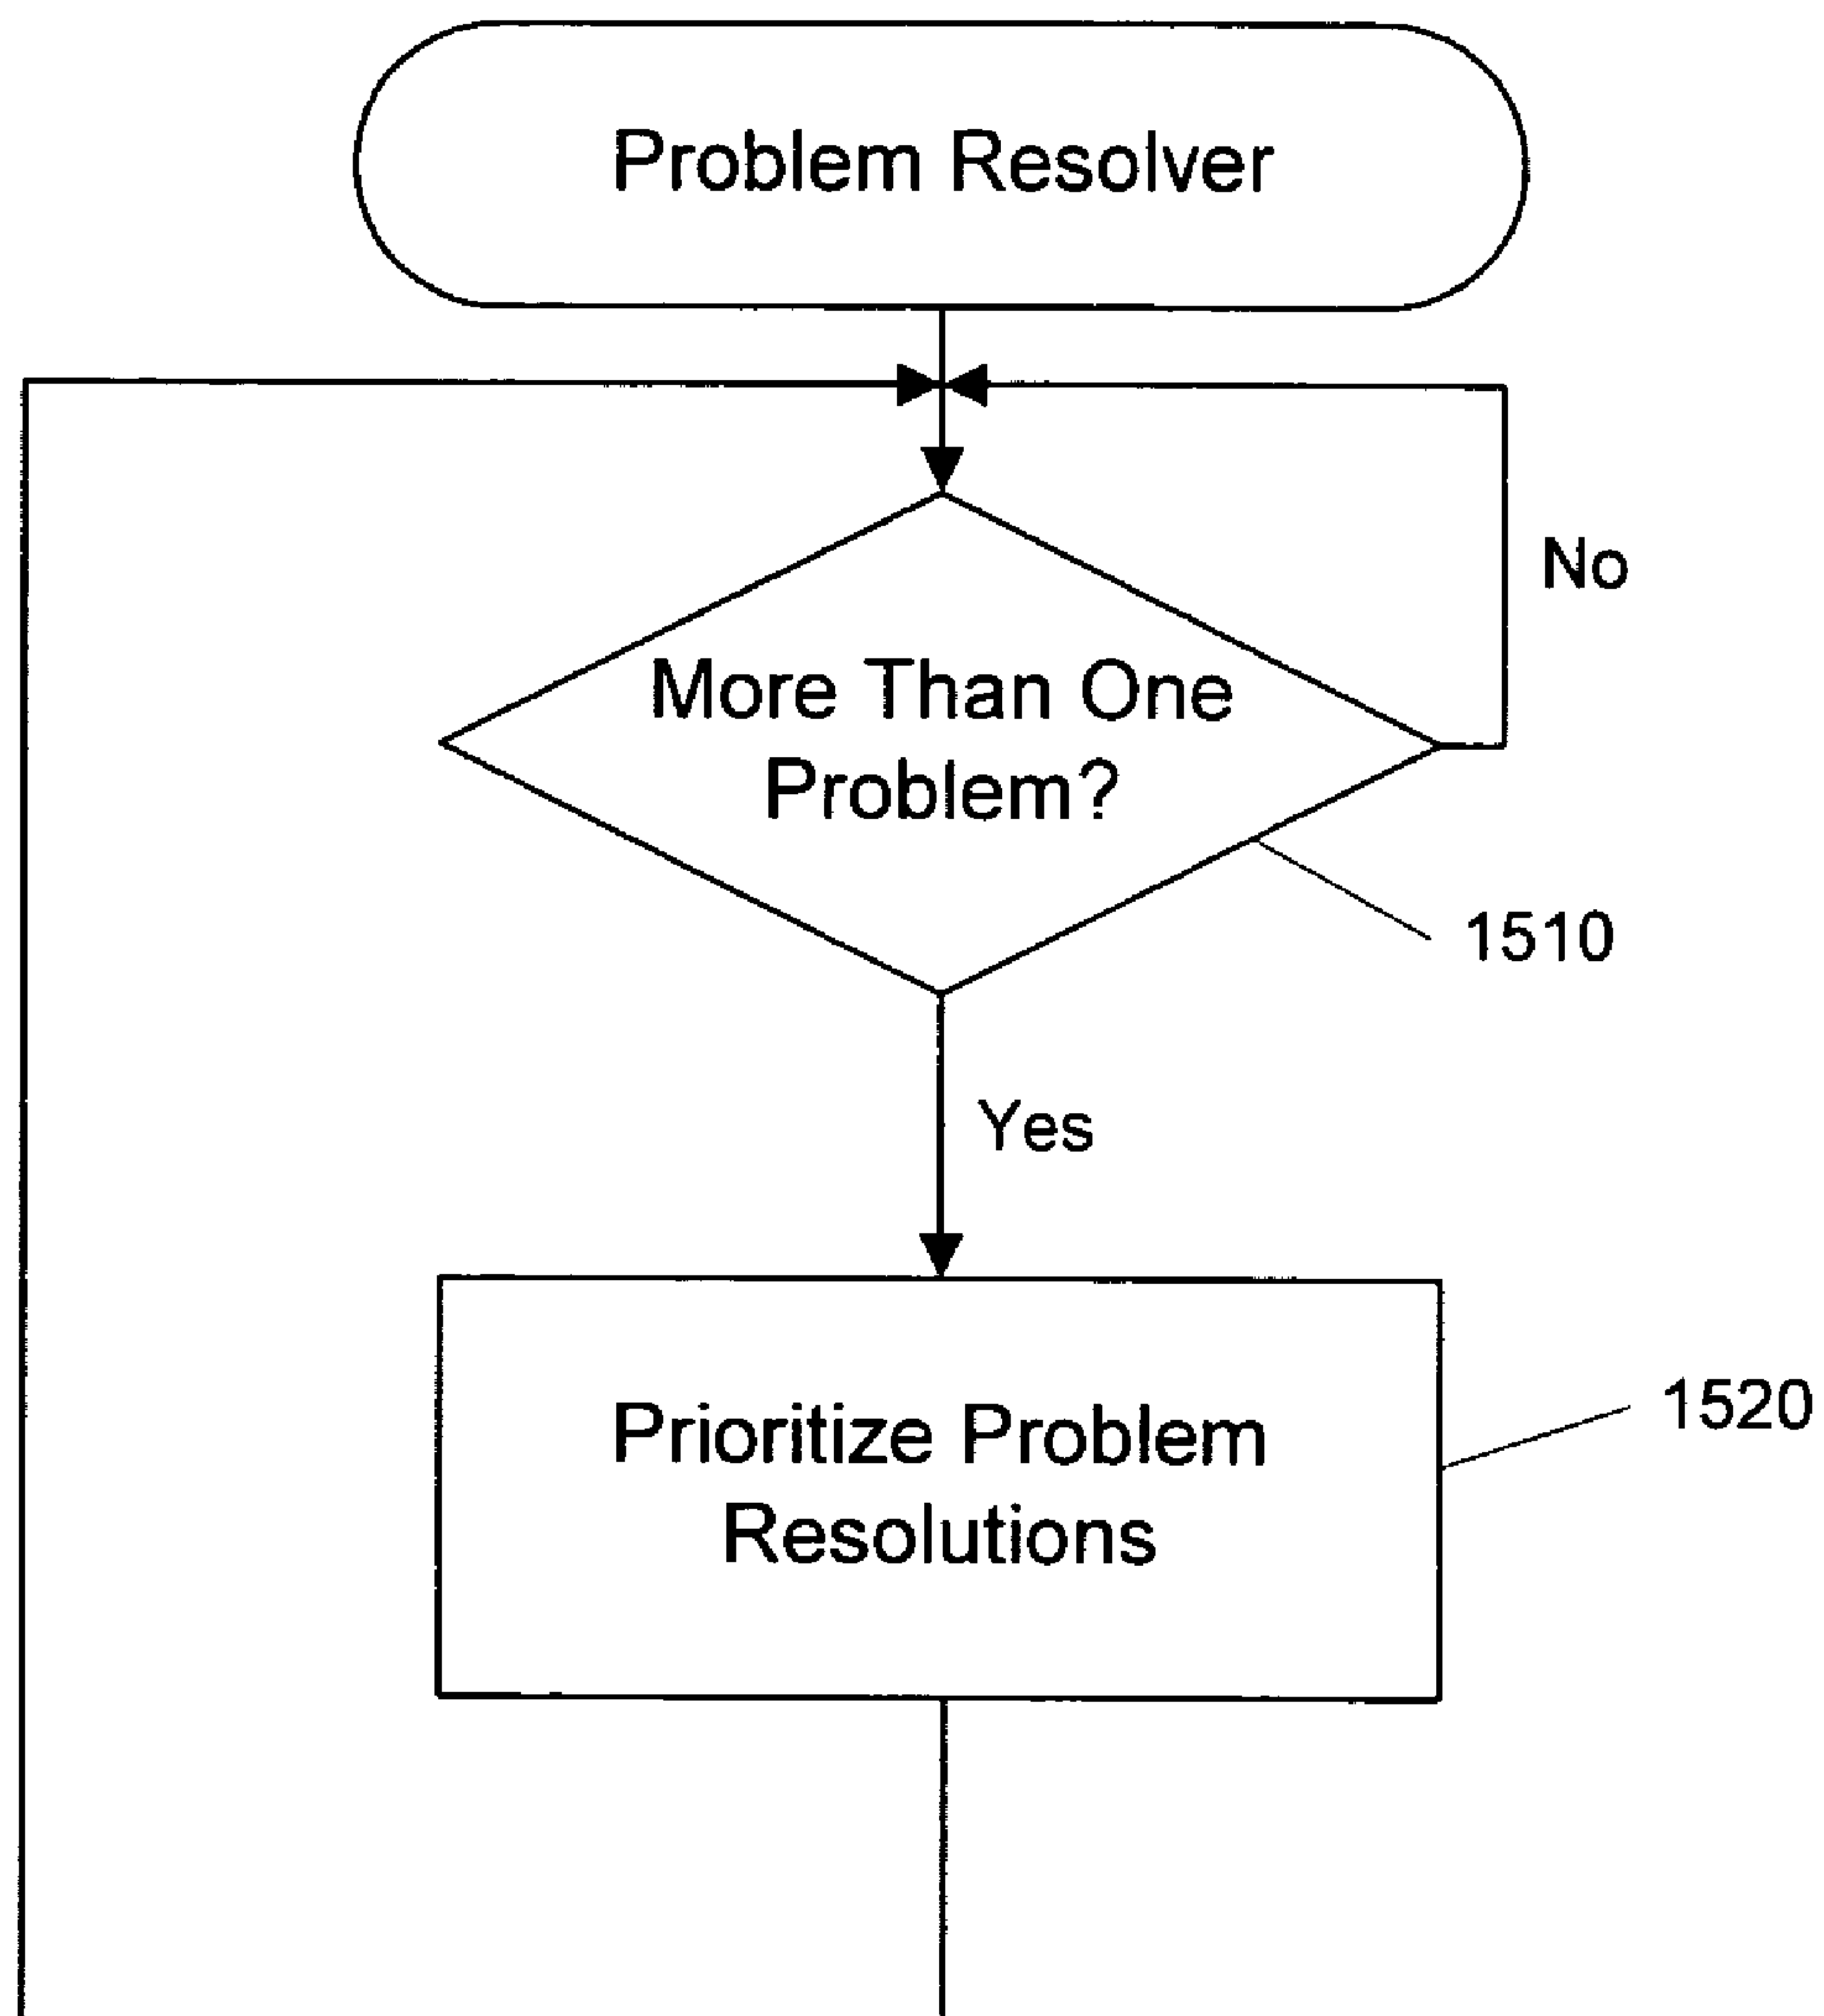 Problem Resolver
No
More Than One
Problem?
1510
Yes
1520
Prioritize Problem
Resolutions